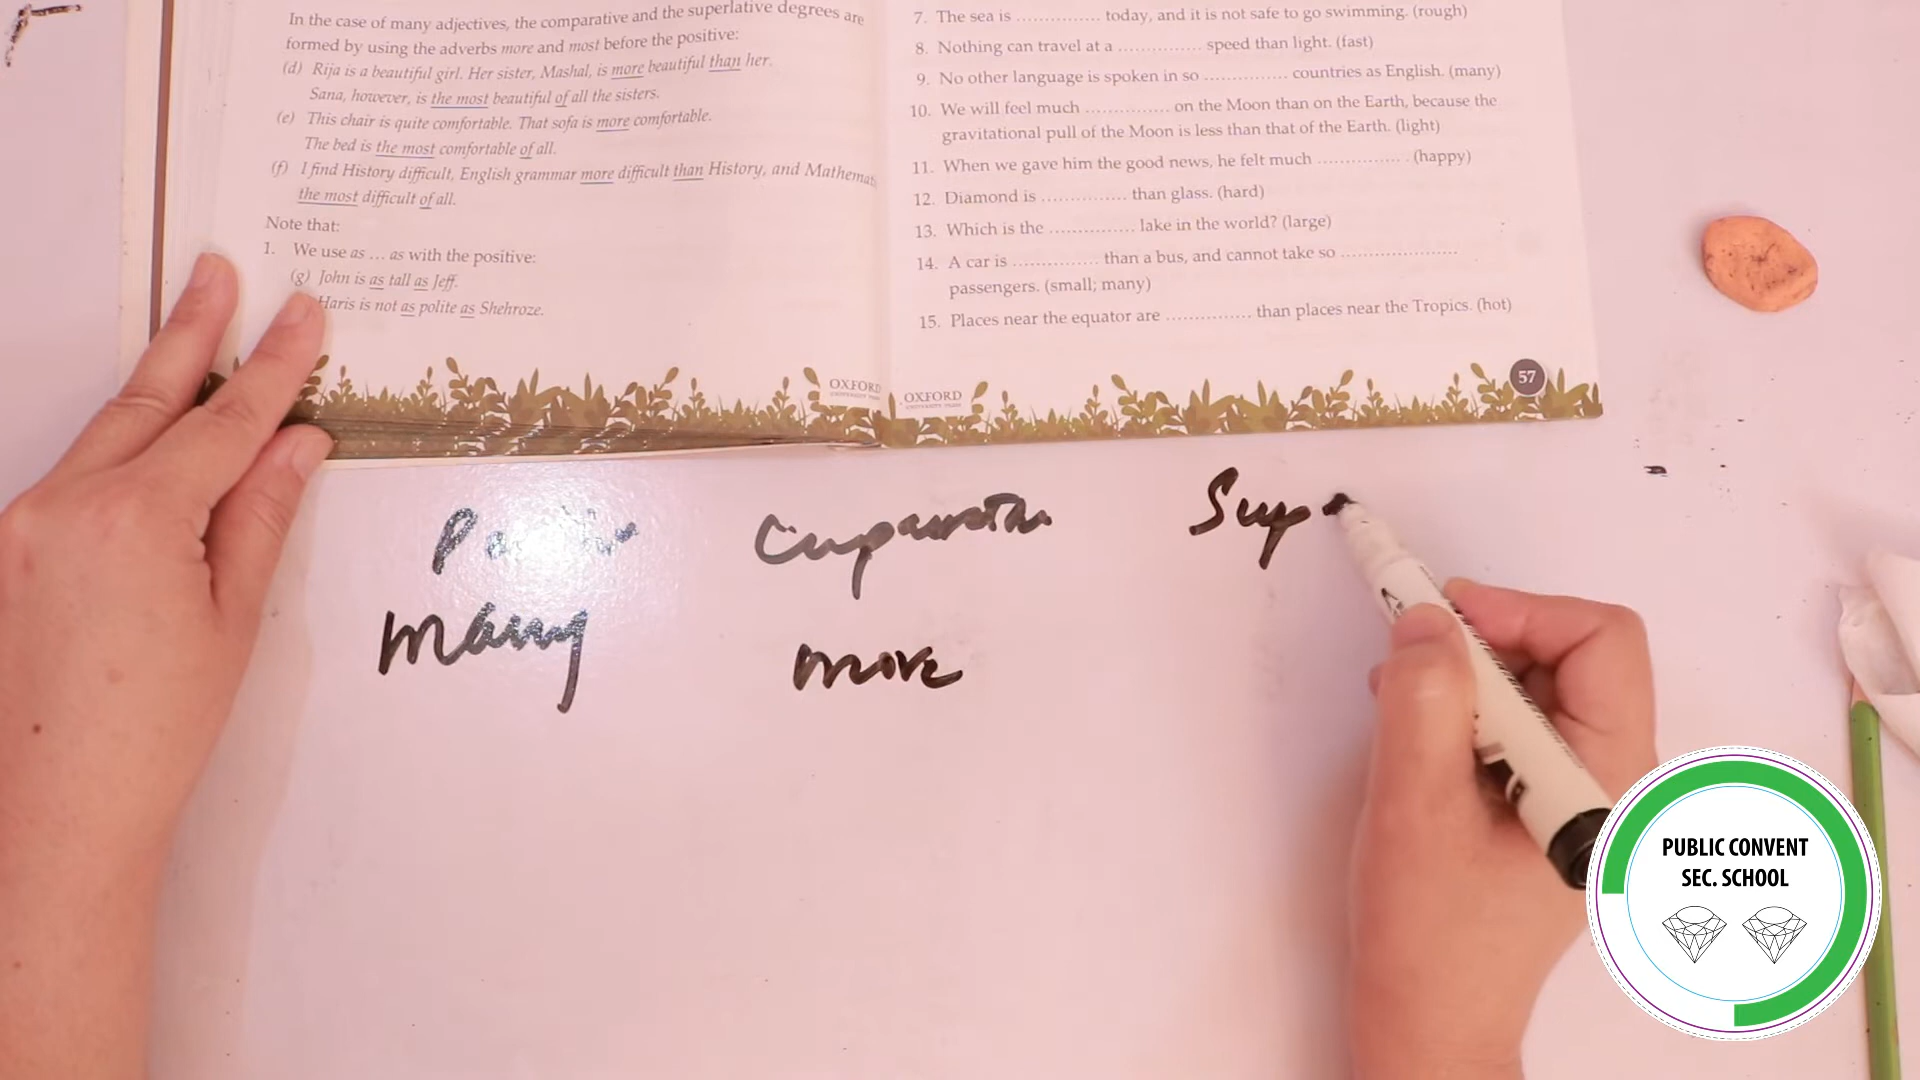 In the case of many adjectives, the comparative and the superlative degrees are
formed by using the adverbs more and most before the positive:
(d) Rija is a beautiful girl. Her sister, Mashal, is more beautiful than her.
Sana, however, is the most beautiful of all the sisters.
(e) This chair is quite comfortable. That sofa is more comfortable.
The bed is the most comfortable of all.
(f) I find History difficult, English grammar more difficult than History, and Mathemat
the most difficult of all.
Note that:
1. We use as ... as with the positive:
(g) John is as tall as Jeff.
Haris is not as polite as Shehroze.
OXFORD
UNIVERSITY PRESS
7. The sea is .............. today, and it is not safe to go swimming. (rough)
8. Nothing can travel at a .............. speed than light. (fast)
9. No other language is spoken in so .............. countries as English. (many)
10. We will feel much .............. on the Moon than on the Earth, because the
gravitational pull of the Moon is less than that of the Earth. (light)
11. When we gave him the good news, he felt much .............. . (happy)
12. Diamond is .............. than glass. (hard)
13. Which is the .............. lake in the world? (large)
14. A car is .............. than a bus, and cannot take so ....................
passengers. (small; many)
15. Places near the equator are .............. than places near the Tropics. (hot)
OXFORD
UNIVERSITY PRESS
57
Sup
many more
PUBLIC CONVENT
SEC. SCHOOL